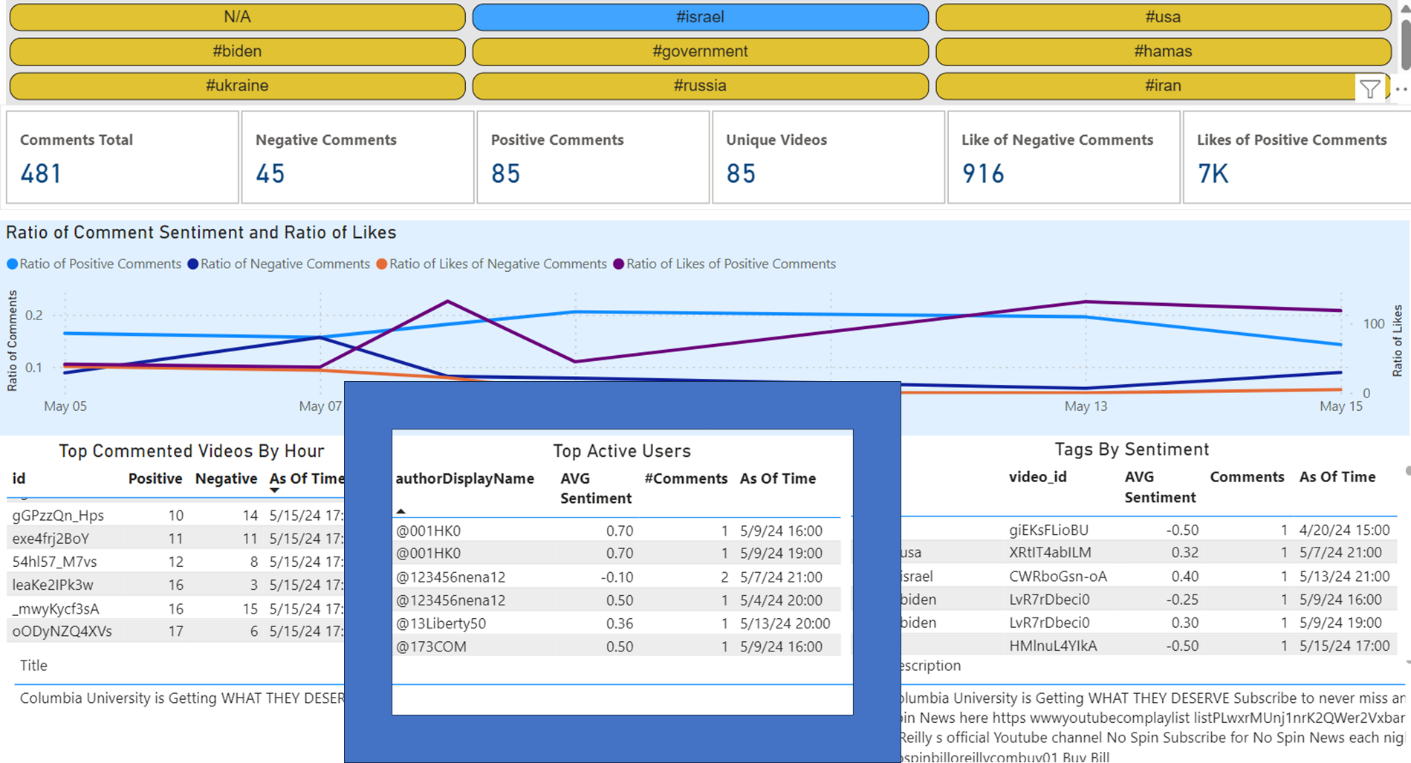 N/A #israel #usa
#biden #government #hamas
#ukraine #russia #iran
Comments Total Negative Comments Positive Comments Unique Videos Like of Negative Comments Likes of Positive Comments
481 45 85 85 916 7K
Ratio of Comment Sentiment and Ratio of Likes
Ratio of Positive Comments Ratio of Negative Comments Ratio of Likes of Negative Comments Ratio of Likes of Positive Comments
Ratio of Comments
0.2
0.1
100
0
Ratio of Likes
May 05 May 07 May 13 May 15
Top Commented Videos By Hour
id Positive Negative As Of Time
gGPzzQn_Hps 10 14 5/15/24 17:
exe4frj2BoY 11 11 5/15/24 17:
54hl57_M7vs 12 8 5/15/24 17:
leaKe2IPk3w 16 3 5/15/24 17:
_mwyKycf3sA 16 15 5/15/24 17:
oODyNZQ4XVs 17 6 5/15/24 17:
Title
Columbia University is Getting WHAT THEY DESER
Top Active Users
authorDisplayName AVG Sentiment #Comments As Of Time
@001HK0 0.70 1 5/9/24 16:00
@001HK0 0.70 1 5/9/24 19:00
@123456nena12 -0.10 2 5/7/24 21:00
@123456nena12 0.50 1 5/4/24 20:00
@13Liberty50 0.36 1 5/13/24 20:00
@173COM 0.50 1 5/9/24 16:00
Tags By Sentiment
video_id AVG Sentiment Comments As Of Time
giEKsFLioBU -0.50 1 4/20/24 15:00
usa XRtIT4abILM 0.32 1 5/7/24 21:00
israel CWRboGsn-oA 0.40 1 5/13/24 21:00
biden LvR7rDbeci0 -0.25 1 5/9/24 16:00
biden LvR7rDbeci0 0.30 1 5/9/24 19:00
HMlnuL4YlkA -0.50 1 5/15/24 17:00
escription
olumbia University is Getting WHAT THEY DESERVE Subscribe to never miss an
pin News here https wwwyoutubecomplaylist listPLwxrMUnj1nrK2QWer2Vxbar
Reilly s official Youtube channel No Spin Subscribe for No Spin News each nig
ospinbilloreillycombuy01 Buy Bill